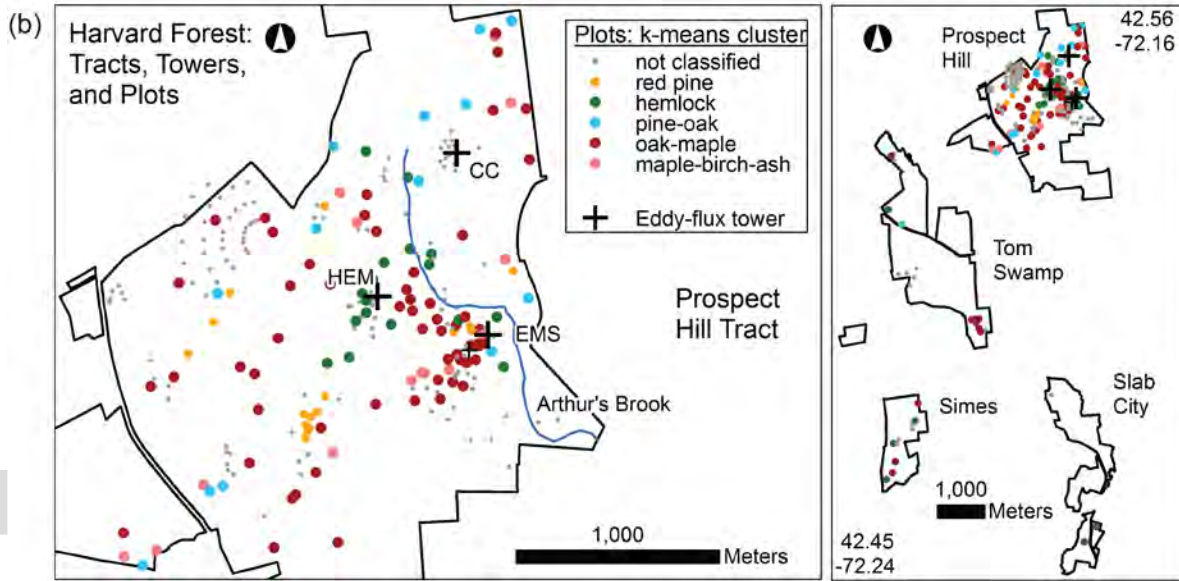 (b)
Harvard Forest:
Tracts, Towers,
and Plots
Plots: k-means cluster
not classified
red pine
hemlock
pine-oak
oak-maple
maple-birch-ash
Eddy-flux tower
CC
HEM
EMS
Prospect
Hill Tract
Arthur's Brook
1,000
Meters
42.56
-72.16
Prospect
Hill
Tom
Swamp
Simes
Slab
City
1,000
Meters
42.45
-72.24